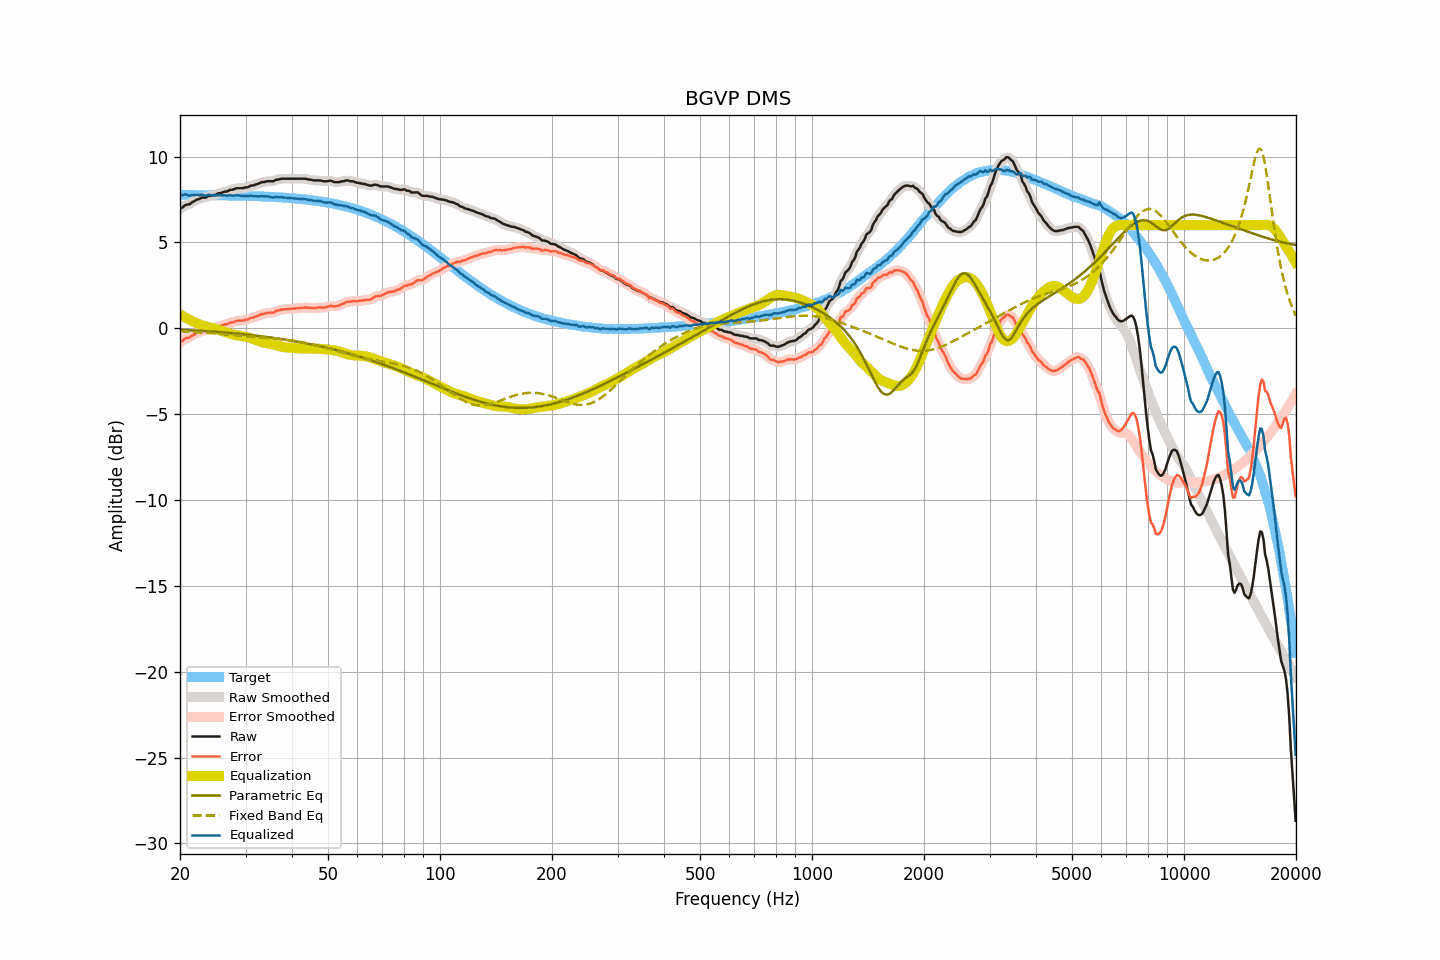 BGVP DMS
Amplitude (dBr)
10
5
0
−5
−10
−15
−20
−25
−30
Target
Raw Smoothed
Error Smoothed
Raw
Error
Equalization
Parametric Eq
Fixed Band Eq
Equalized
20 50 100 200 500 1000 2000 5000 10000 20000
Frequency (Hz)